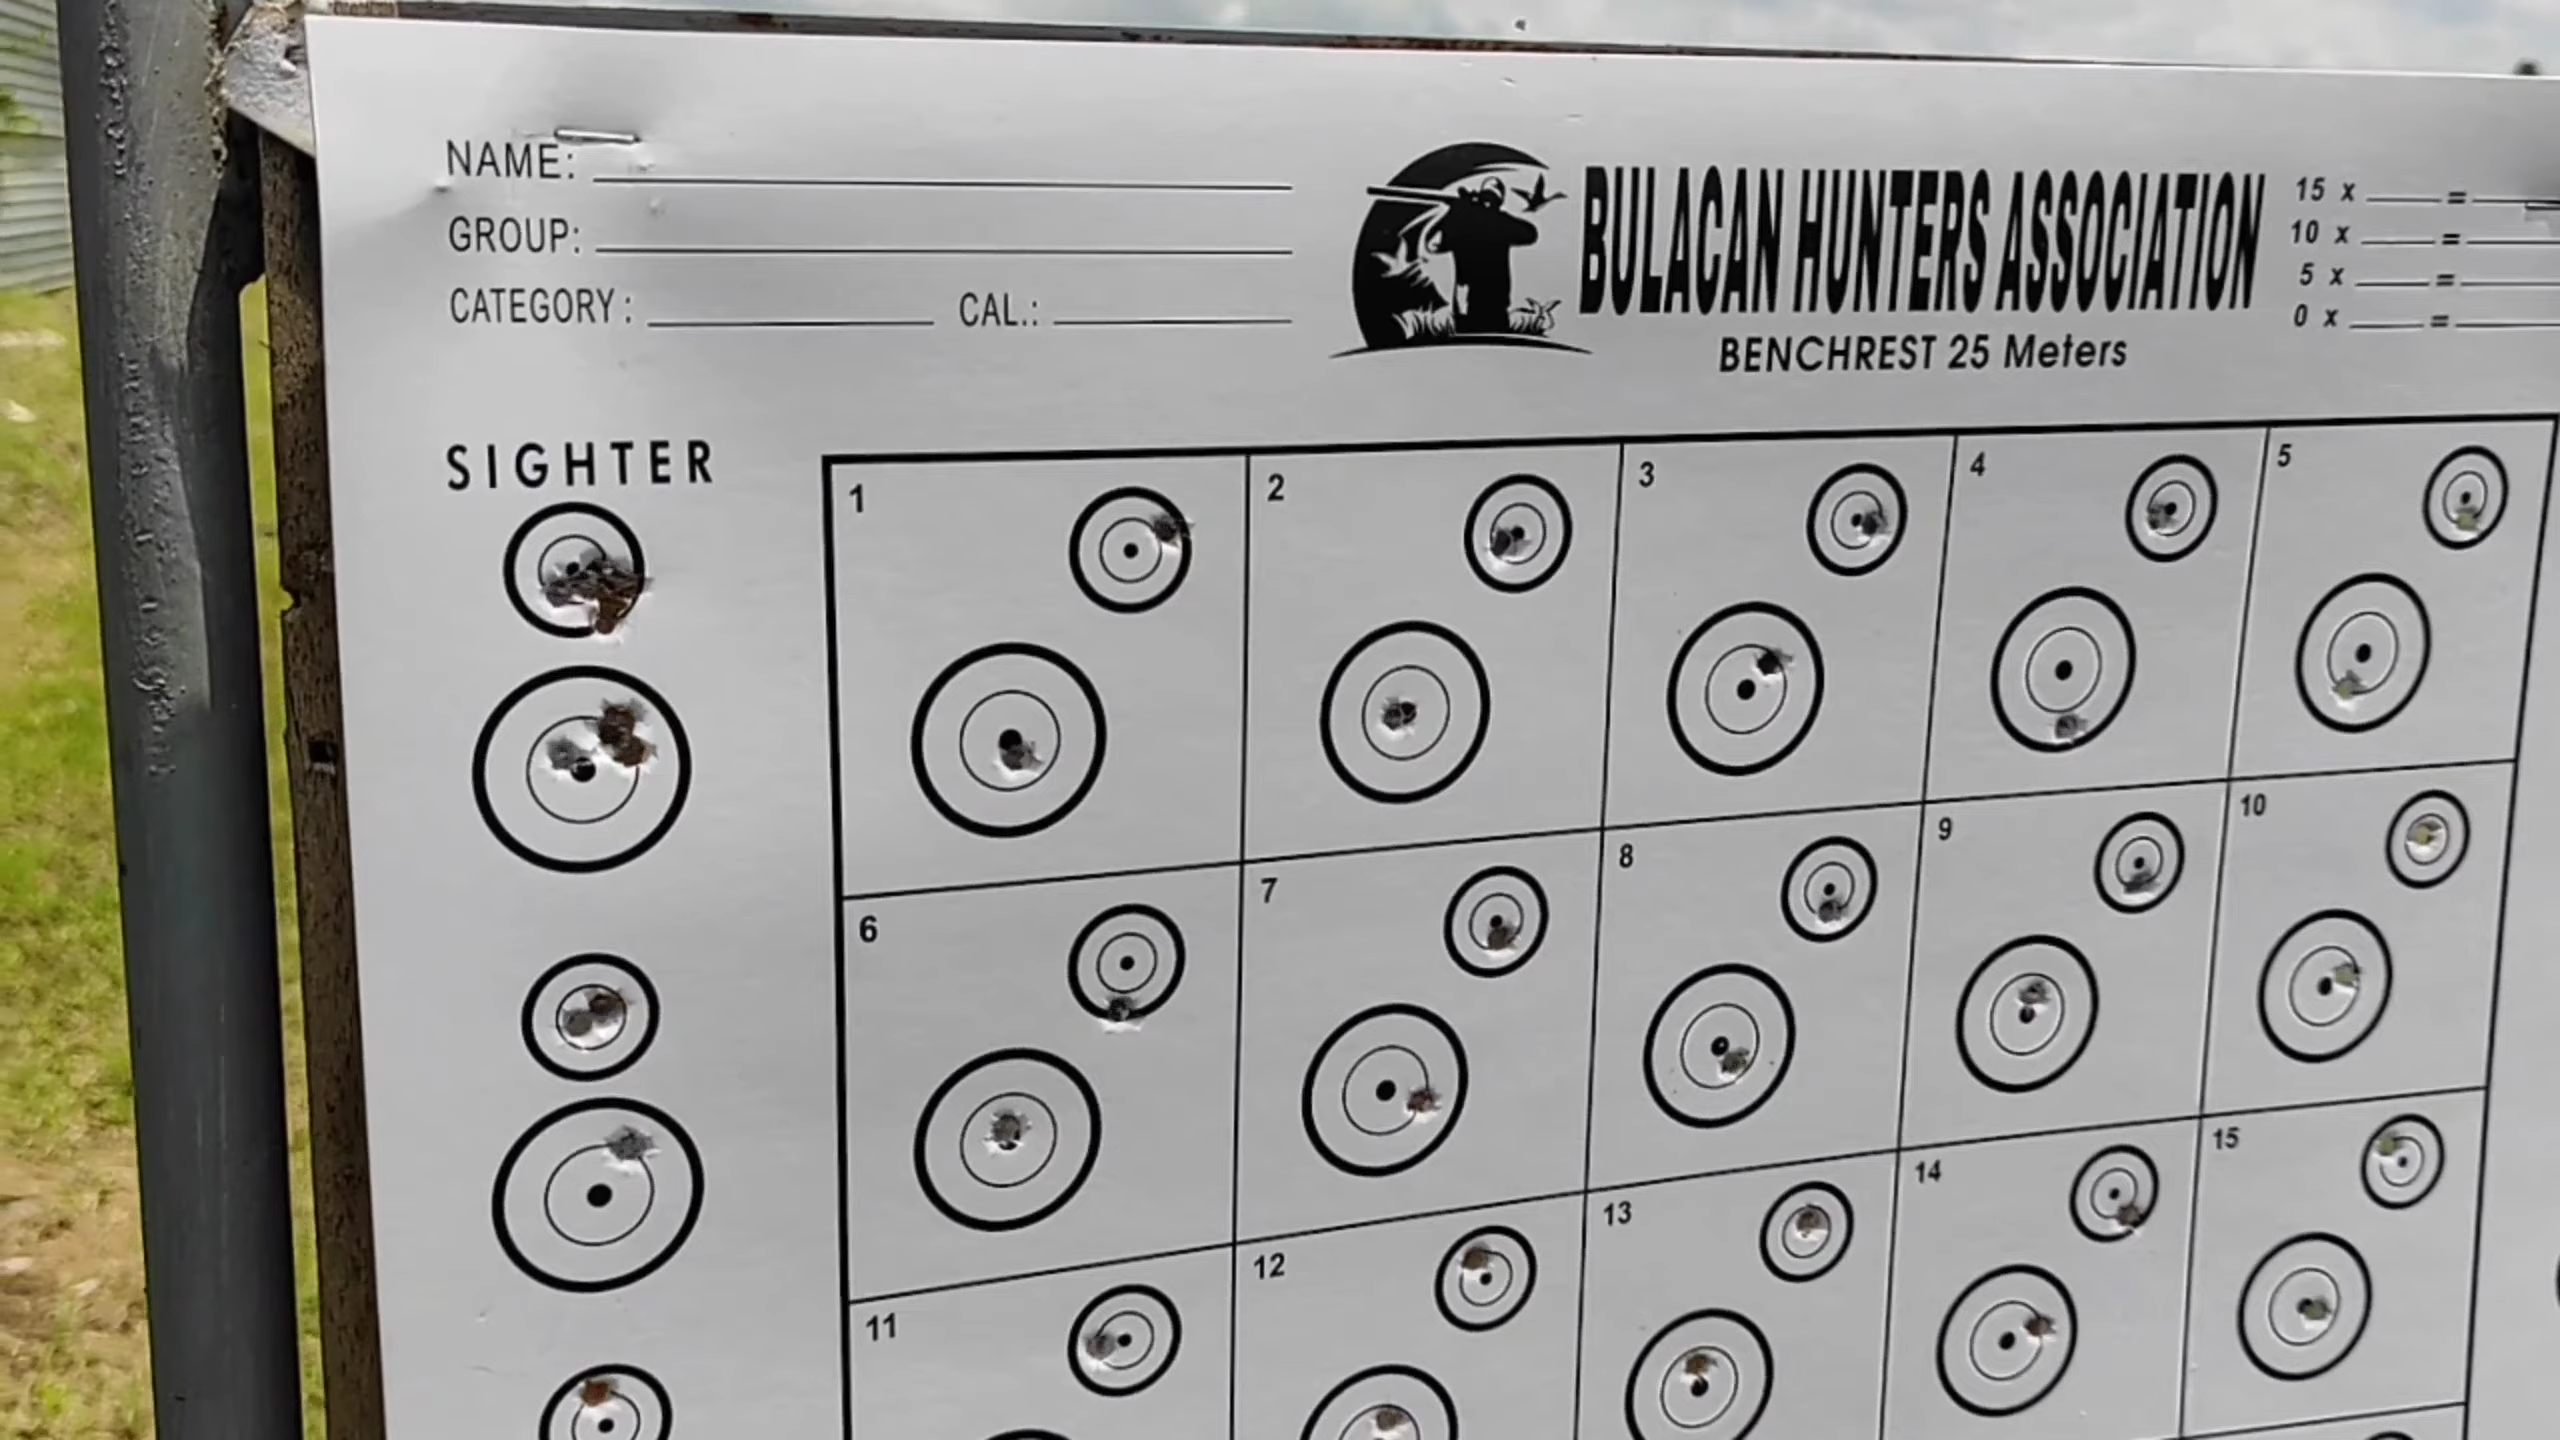 NAME:
GROUP:
CATEGORY: CAL.:
BULACAN HUNTERS ASSOCIATION
BENCHREST 25 Meters
15 x =
10 x =
5 x =
0 x =
SIGHTER
1 2 3 4 5
6 7 8 9 10
11 12 13 14 15